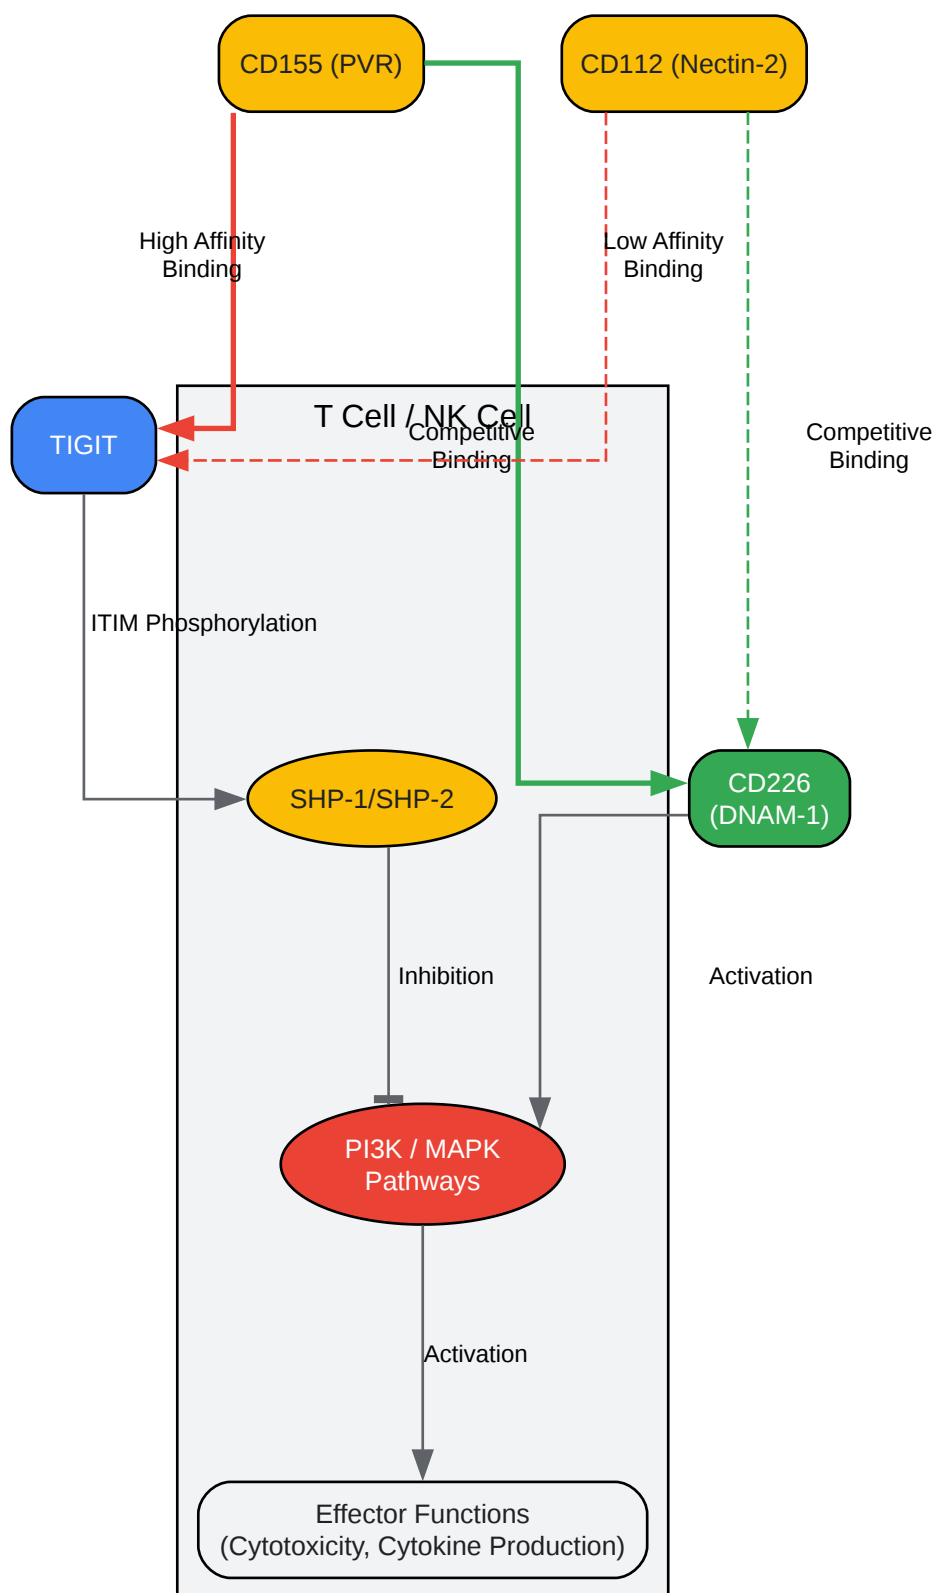 CD155 (PVR)
CD112 (Nectin-2)
High Affinity
Binding
Low Affinity
Binding
T Cell / NK Cell
TIGIT
Competitive
Binding
Competitive
Binding
ITIM Phosphorylation
SHP-1/SHP-2
CD226
(DNAM-1)
Inhibition
Activation
PI3K / MAPK
Pathways
Activation
Effector Functions
(Cytotoxicity, Cytokine Production)